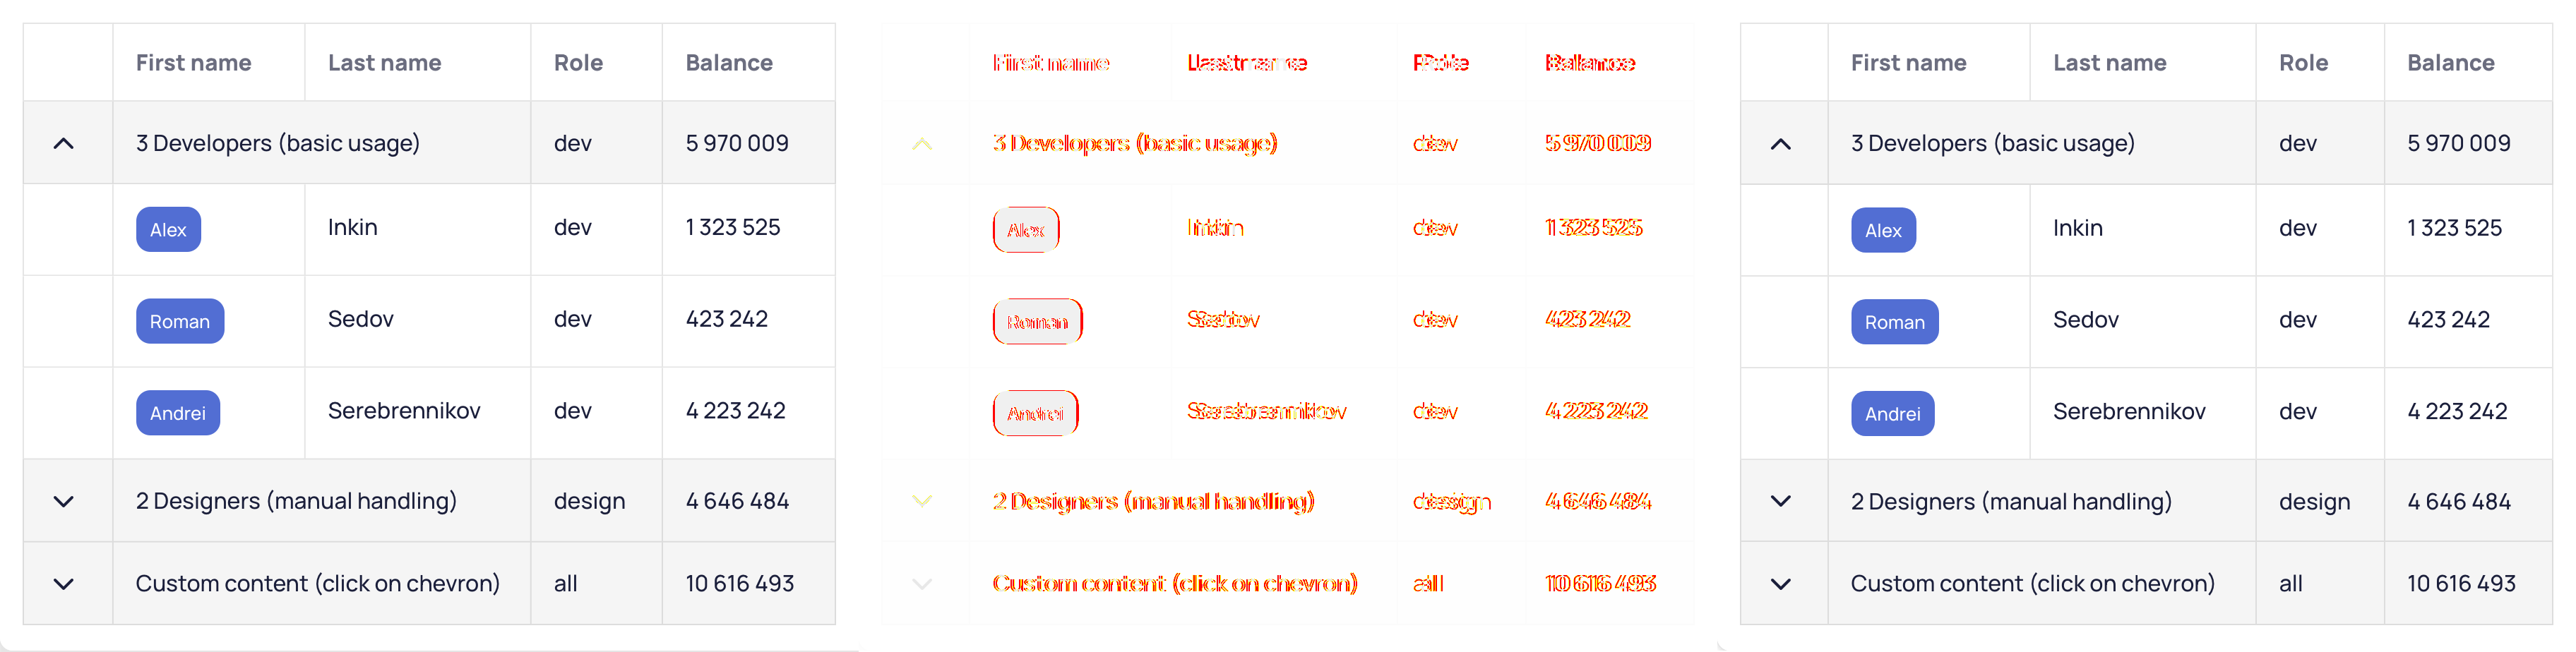 First name Last name Role Balance
3 Developers (basic usage) dev 5 970 009
Alex Inkin dev 1 323 525
Roman Sedov dev 423 242
Andrei Serebrennikov dev 4 223 242
2 Designers (manual handling) design 4 646 484
Custom content (click on chevron) all 10 616 493
First name Last name Role Balance
3 Developers (basic usage) dev 5 970 009
Alex Inkin dev 1 323 525
Roman Sedov dev 423 242
Andrei Serebrennikov dev 4 223 242
2 Designers (manual handling) design 4 646 484
Custom content (click on chevron) all 10 616 493
First name Last name Role Balance
3 Developers (basic usage) dev 5 970 009
Alex Inkin dev 1 323 525
Roman Sedov dev 423 242
Andrei Serebrennikov dev 4 223 242
2 Designers (manual handling) design 4 646 484
Custom content (click on chevron) all 10 616 493